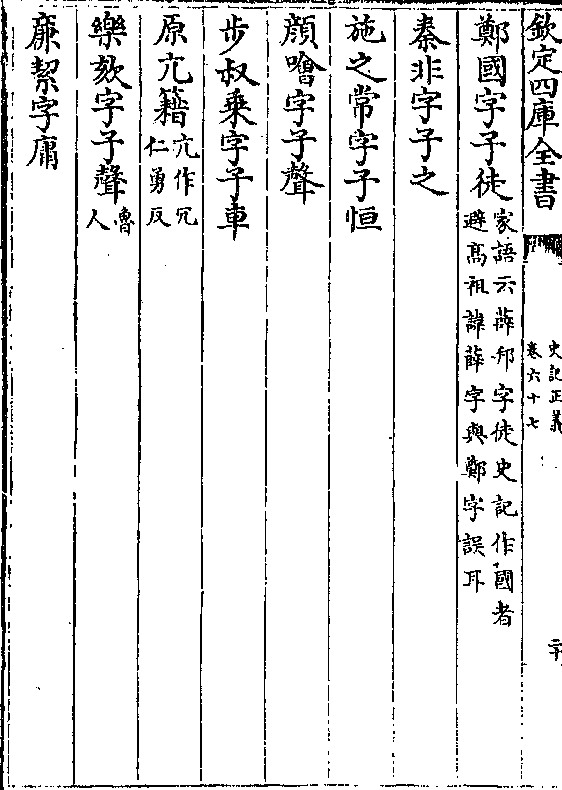 欽定四庫全書
史記正義
卷六十七
二十
鄭國字子徒家語云薛邦字徒史記作國者
避高祖諱薛字與鄭字誤耳
秦非字子之
施之常字子恒
顔噲字子聲
步叔乗字子車
原亢籍亢作冗
仁勇反
樂欬字子聲魯
人
亷絜字庸